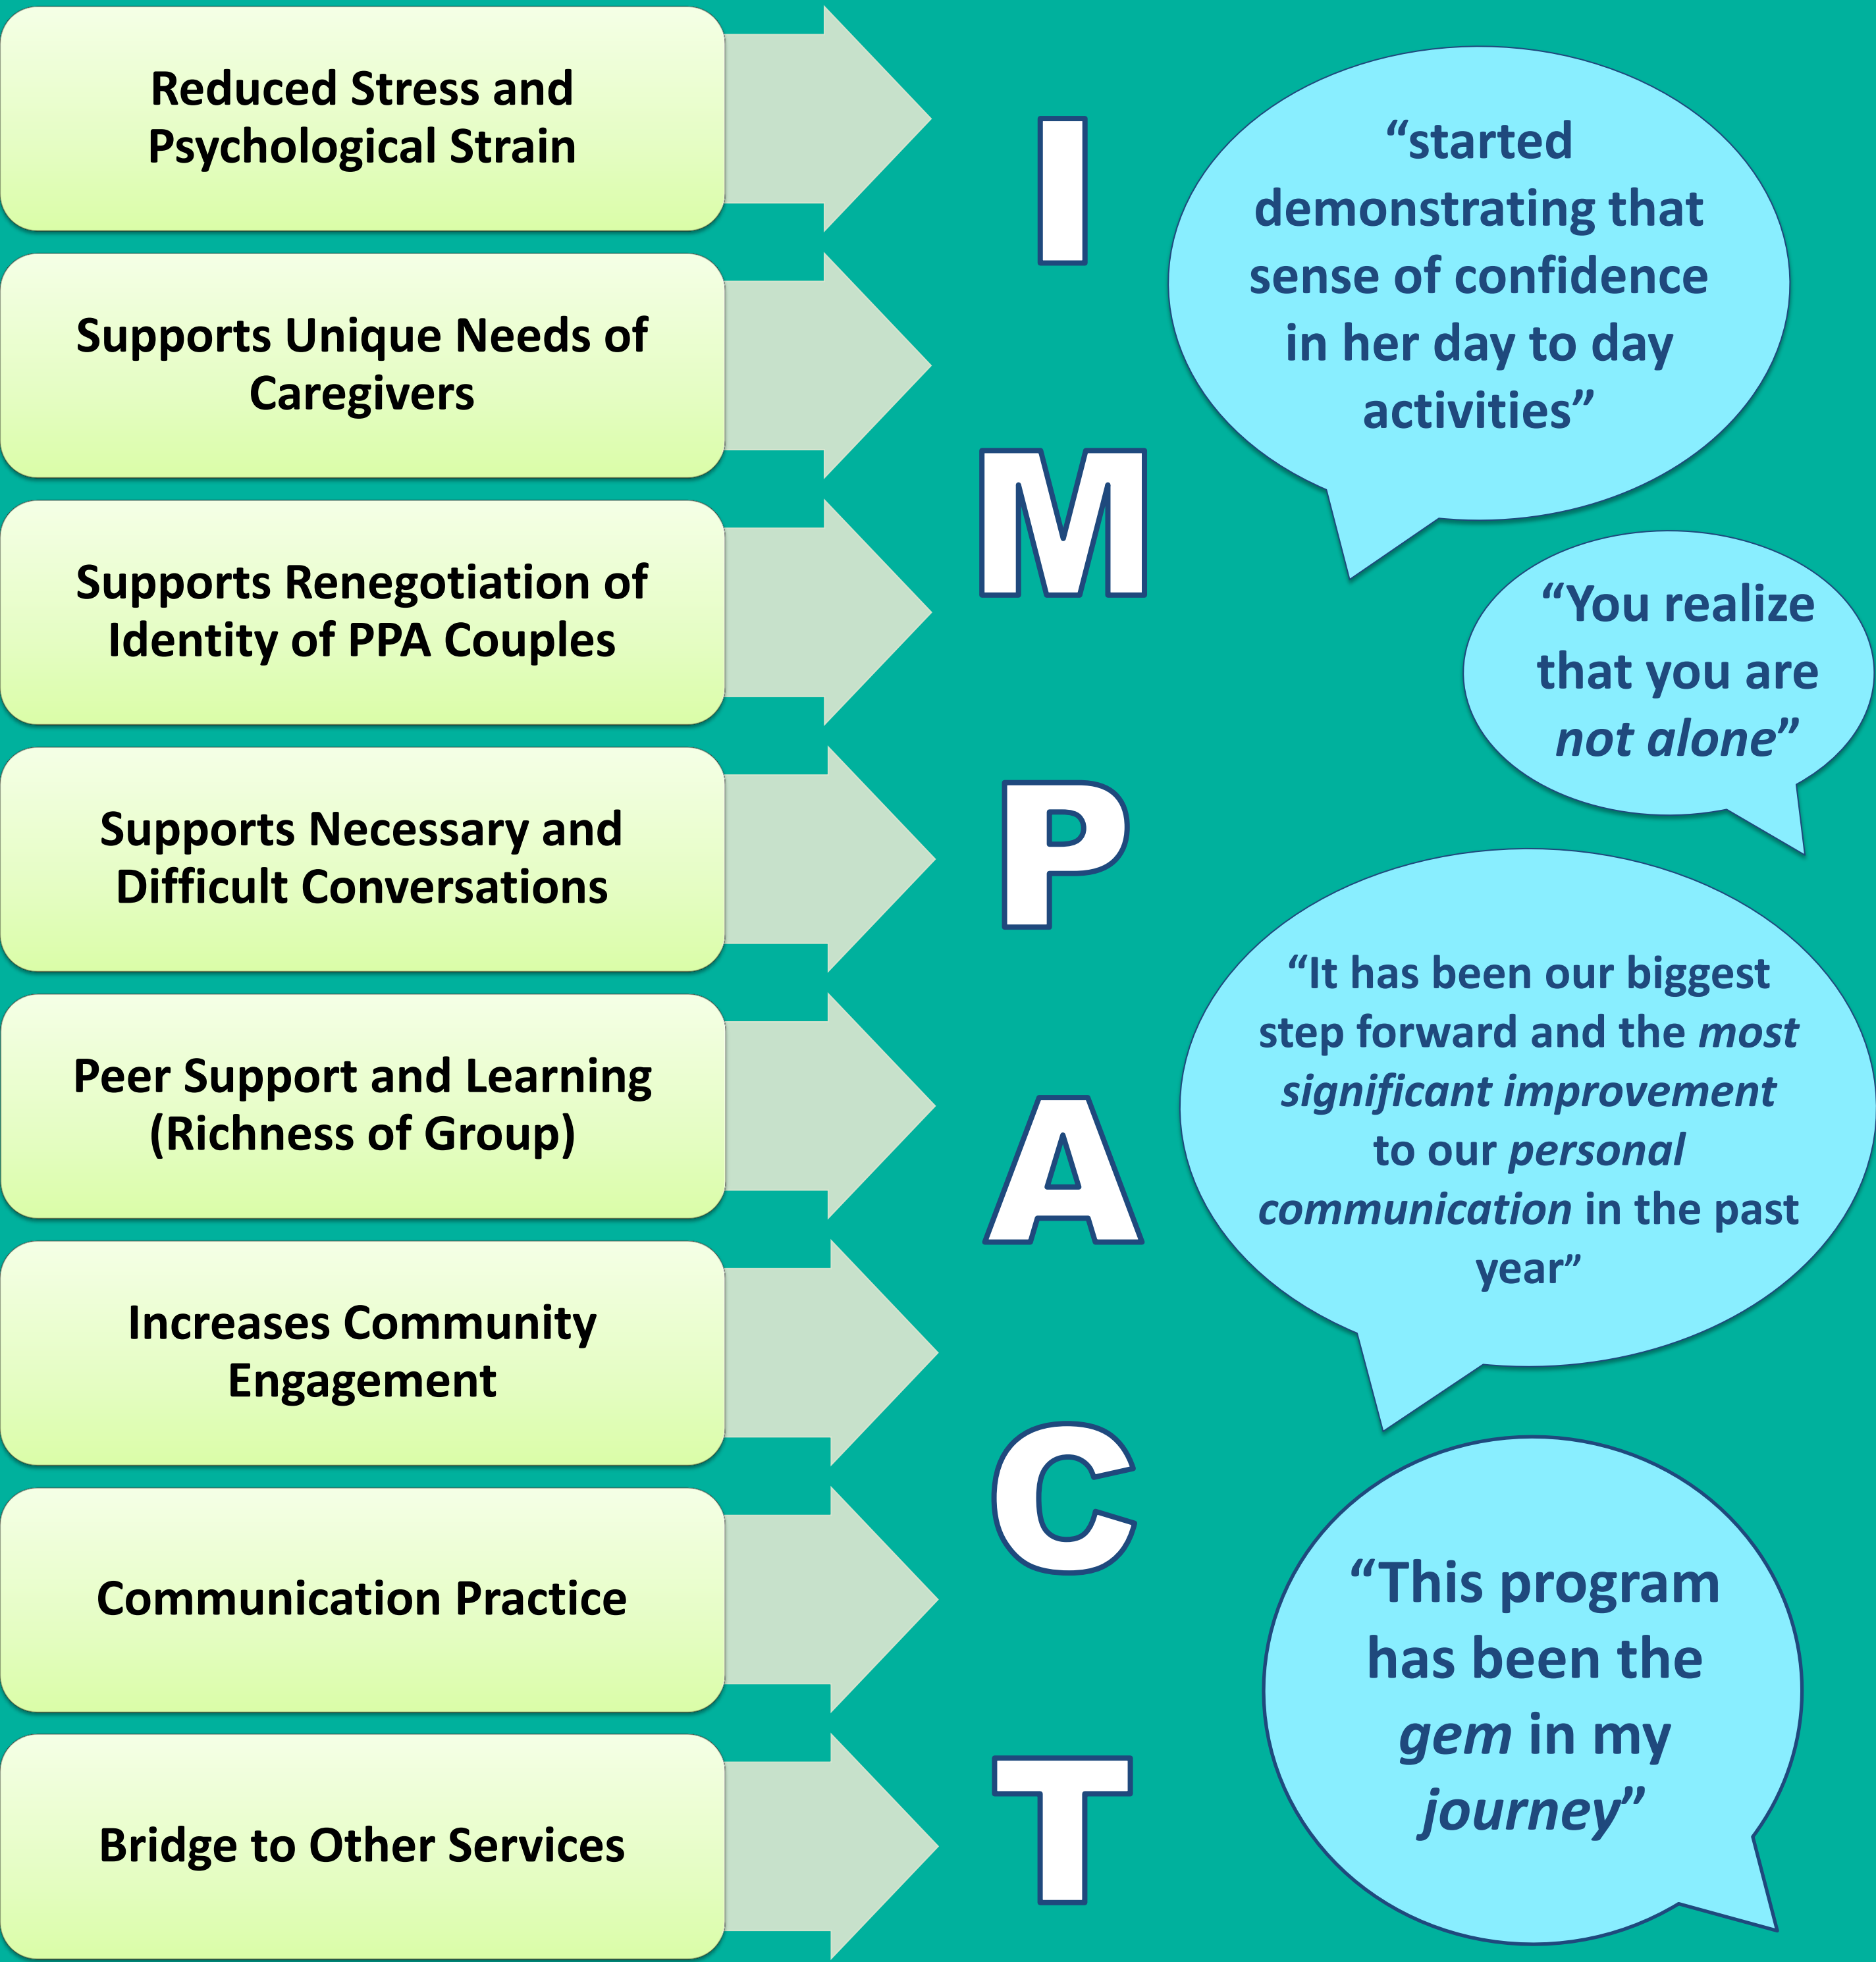 Reduced Stress and
Psychological Strain
Supports Unique Needs of
Caregivers
Supports Renegotiation of
Identity of PPA Couples
Supports Necessary and
Difficult Conversations
Peer Support and Learning
(Richness of Group)
Increases Community
Engagement
Communication Practice
Bridge to Other Services
I
M
P
A
C
T
“started
demonstrating that
sense of confidence
in her day to day
activities”
“You realize
that you are
not alone”
“It has been our biggest
step forward and the most
significant improvement
to our personal
communication in the past
year”
“This program
has been the
gem in my
journey”